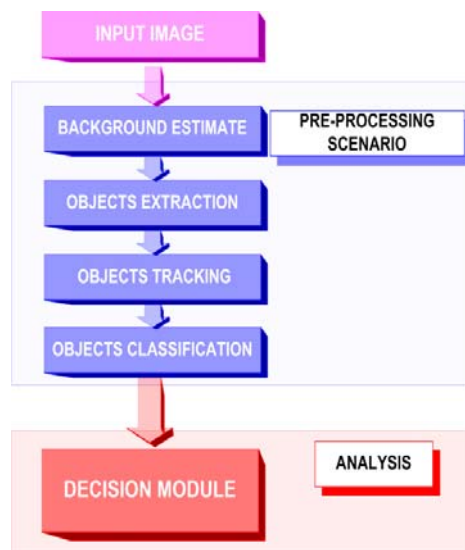 INPUT IMAGE
BACKGROUND ESTIMATE
PRE-PROCESSING
SCENARIO
OBJECTS EXTRACTION
OBJECTS TRACKING
OBJECTS CLASSIFICATION
ANALYSIS
DECISION MODULE